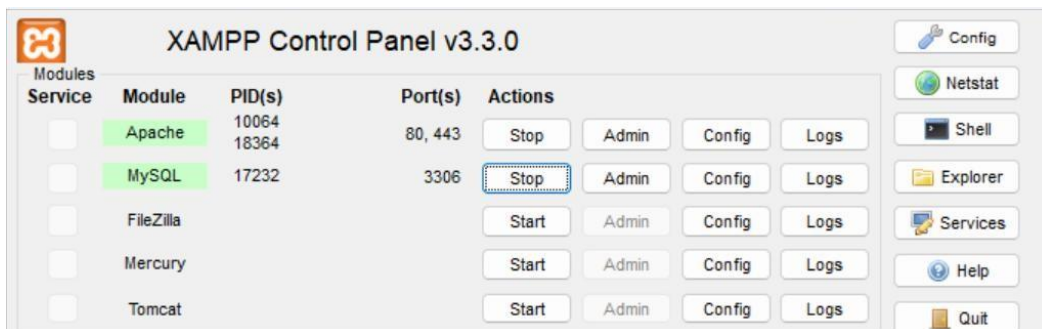 XAMPP Control Panel v3.3.0
Config
Modules
Netstat
Service Module PID(s) Port(s) Actions
Apache 10064 18364 80, 443 Stop Admin Config Logs
Shell
MySQL 17232 3306 Stop Admin Config Logs
Explorer
FileZilla Start Admin Config Logs
Services
Mercury Start Admin Config Logs
Help
Tomcat Start Admin Config Logs
Quit